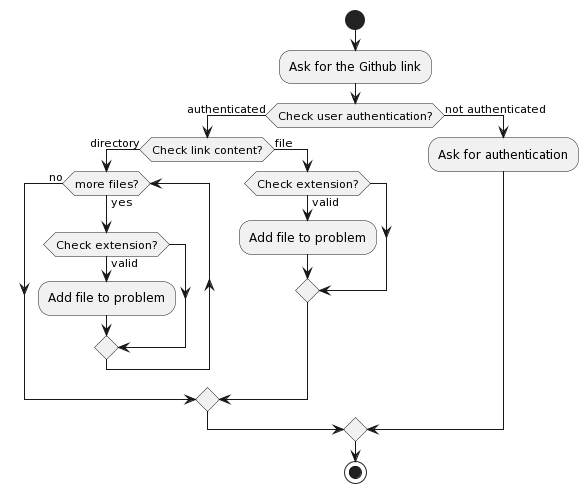 Ask for the Github link
authenticated
Check user authentication?
not authenticated
directory
Check link content?
file
Ask for authentication
no
more files?
yes
Check extension?
valid
Add file to problem
Check extension?
valid
Add file to problem